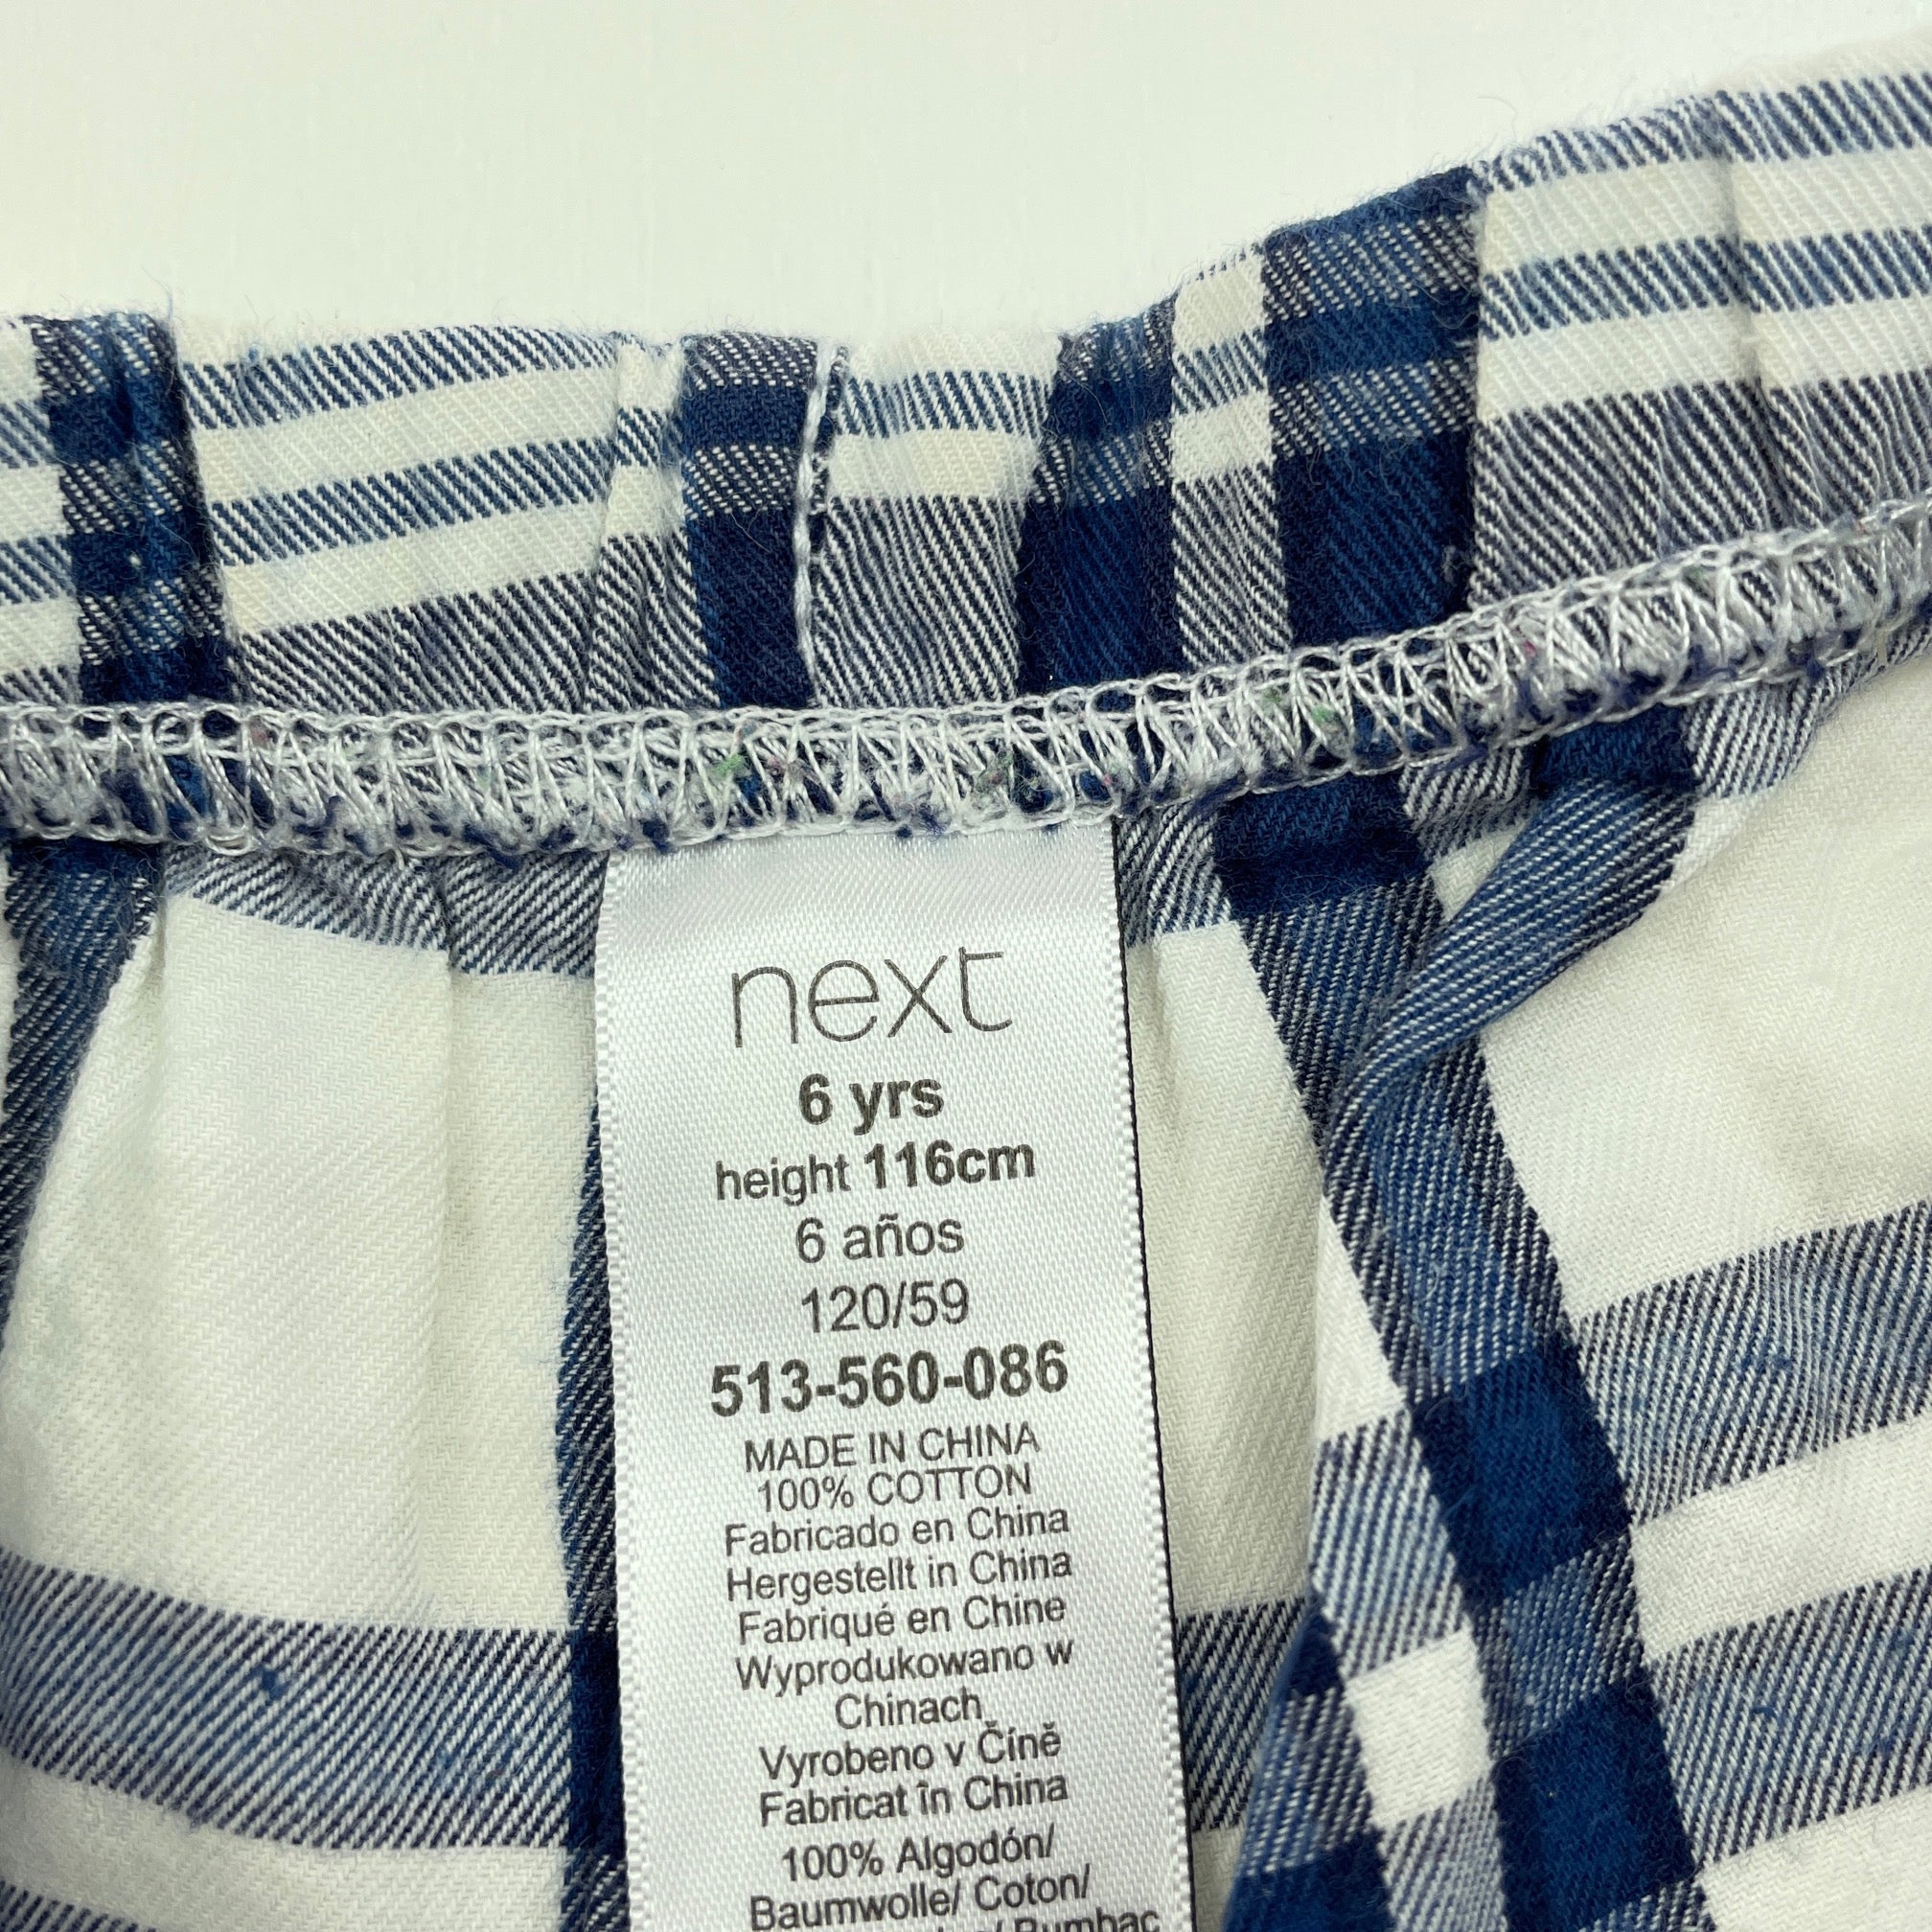 next
6 yrs
height 116cm
6 años
120/59
513-560-086
MADE IN CHINA
100% COTTON
Fabricado en China
Hergestellt in China
Fabriqué en Chine
Wyprodukowano w
Chinach
Vyrobeno v Číně
Fabricat în China
100% Algodón/
Baumwolle/ Coton/
Bumbac